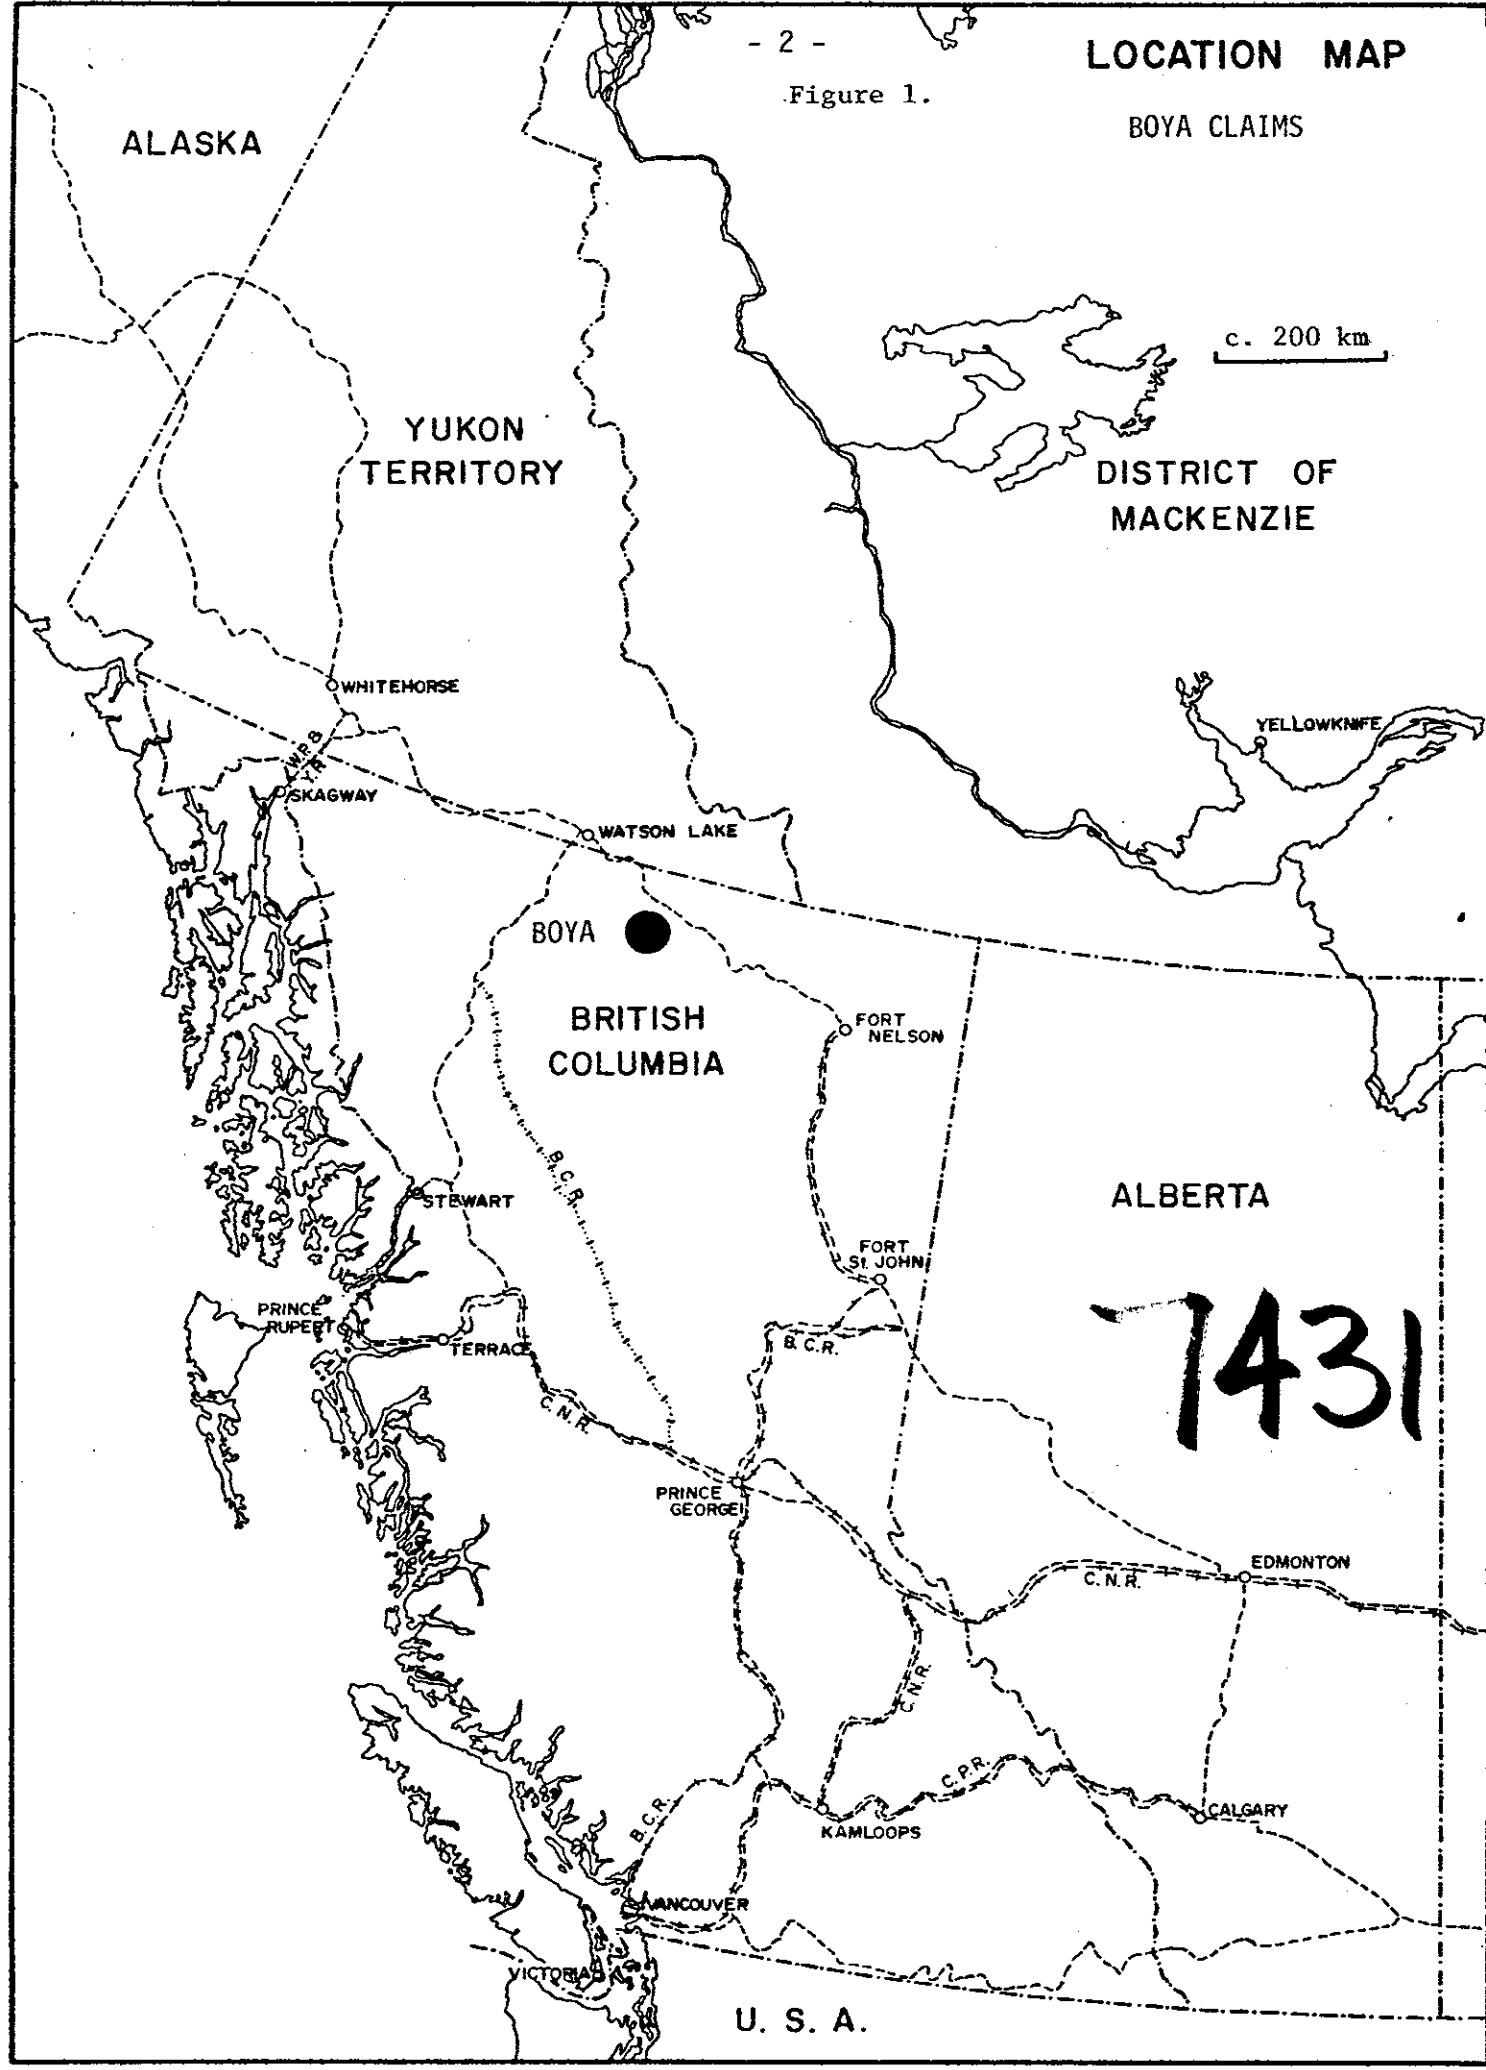 - 2 -
Figure 1.
LOCATION MAP
BOYA CLAIMS
ALASKA
c. 200 km
YUKON
TERRITORY
DISTRICT OF
MACKENZIE
WHITEHORSE
YELLOWKNIFE
W.P. &
Y.R.
SKAGWAY
WATSON LAKE
BOYA
BRITISH
COLUMBIA
FORT
NELSON
B.C.R.
STEWART
ALBERTA
FORT
St. JOHN
7431
PRINCE
RUPERT
TERRACE
B.C.R.
C.N.R.
PRINCE
GEORGE
EDMONTON
C.N.R.
C.N.R.
C.P.R.
B.C.R.
KAMLOOPS
CALGARY
VANCOUVER
VICTORIA
U. S. A.